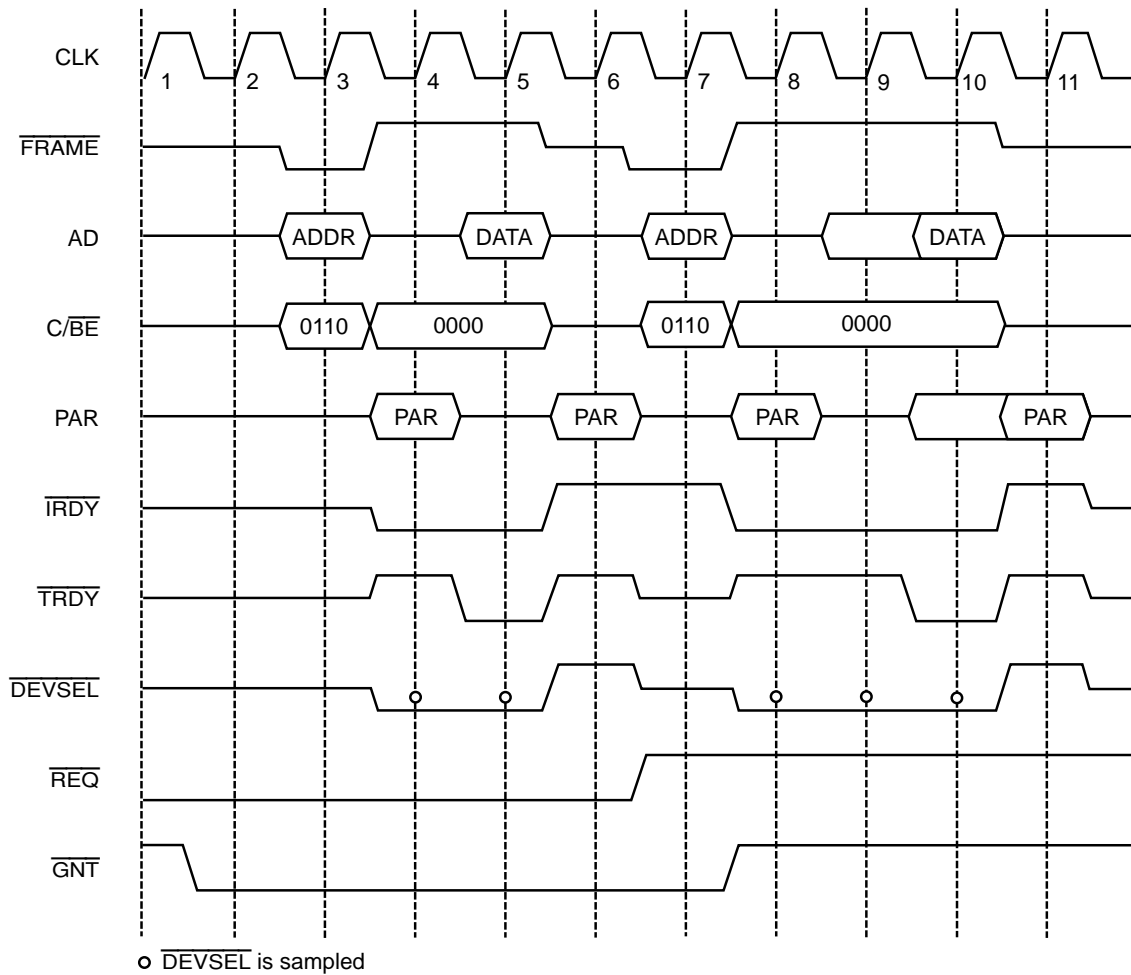 CLK
1 2 3 4 5 6 7 8 9 10 11
FRAME
AD
ADDR DATA ADDR DATA
C/BE
0110 0000 0110 0000
PAR
PAR PAR PAR PAR
IRDY
TRDY
DEVSEL
REQ
GNT
DEVSEL is sampled